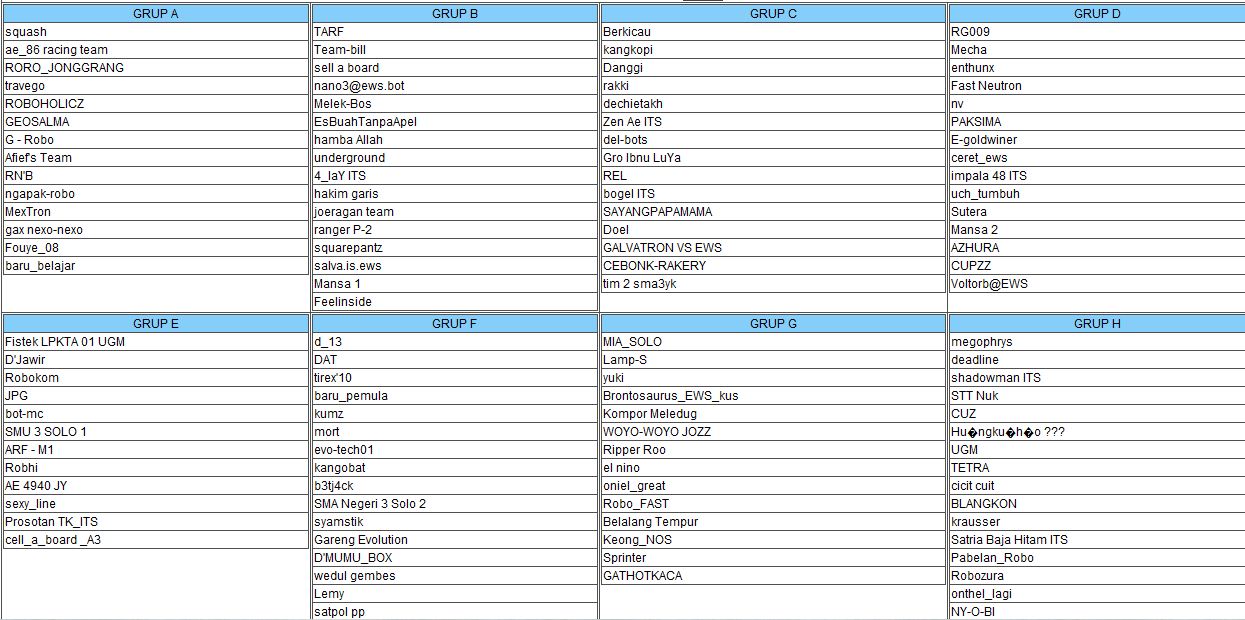 GRUP A
squash
ae_86 racing team
RORO_JONGGRANG
travego
ROBOHOLICZ
GEOSALMA
G - Robo
Afief's Team
RN'B
ngapak-robo
MexTron
gax nexo-nexo
Fouye_08
baru_belajar
GRUP B
TARF
Team-bill
sell a board
nano3@ews.bot
Melek-Bos
EsBuahTanpaApel
hamba Allah
underground
4_laY ITS
hakim garis
joeragan team
ranger P-2
squarepantz
salva.is.ews
Mansa 1
Feelinside
GRUP C
Berkicau
kangkopi
Danggi
rakki
dechietakh
Zen Ae ITS
del-bots
Gro Ibnu LuYa
REL
bogel ITS
SAYANGPAPAMAMA
Doel
GALVATRON VS EWS
CEBONK-RAKERY
tim 2 sma3yk
GRUP D
RG009
Mecha
enthunx
Fast Neutron
nv
PAKSIMA
E-goldwiner
ceret_ews
impala 48 ITS
uch_tumbuh
Sutera
Mansa 2
AZHURA
CUPZZ
Voltorb@EWS
GRUP E
Fistek LPKTA 01 UGM
D'Jawir
Robokom
JPG
bot-mc
SMU 3 SOLO 1
ARF - M1
Robhi
AE 4940 JY
sexy_line
Prosotan TK_ITS
cell_a_board _A3
GRUP F
d_13
DAT
tirex'10
baru_pemula
kumz
mort
evo-tech01
kangobat
b3tj4ck
SMA Negeri 3 Solo 2
syamstik
Gareng Evolution
D'MUMU_BOX
wedul gembes
Lemy
satpol pp
GRUP G
MIA_SOLO
Lamp-S
yuki
Brontosaurus_EWS_kus
Kompor Meledug
WOYO-WOYO JOZZ
Ripper Roo
el nino
oniel_great
Robo_FAST
Belalang Tempur
Keong_NOS
Sprinter
GATHOTKACA
GRUP H
megophrys
deadline
shadowman ITS
STT Nuk
CUZ
Hu�ngku�h�o ???
UGM
TETRA
cicit cuit
BLANGKON
krausser
Satria Baja Hitam ITS
Pabelan_Robo
Robozura
onthel_lagi
NY-O-BI